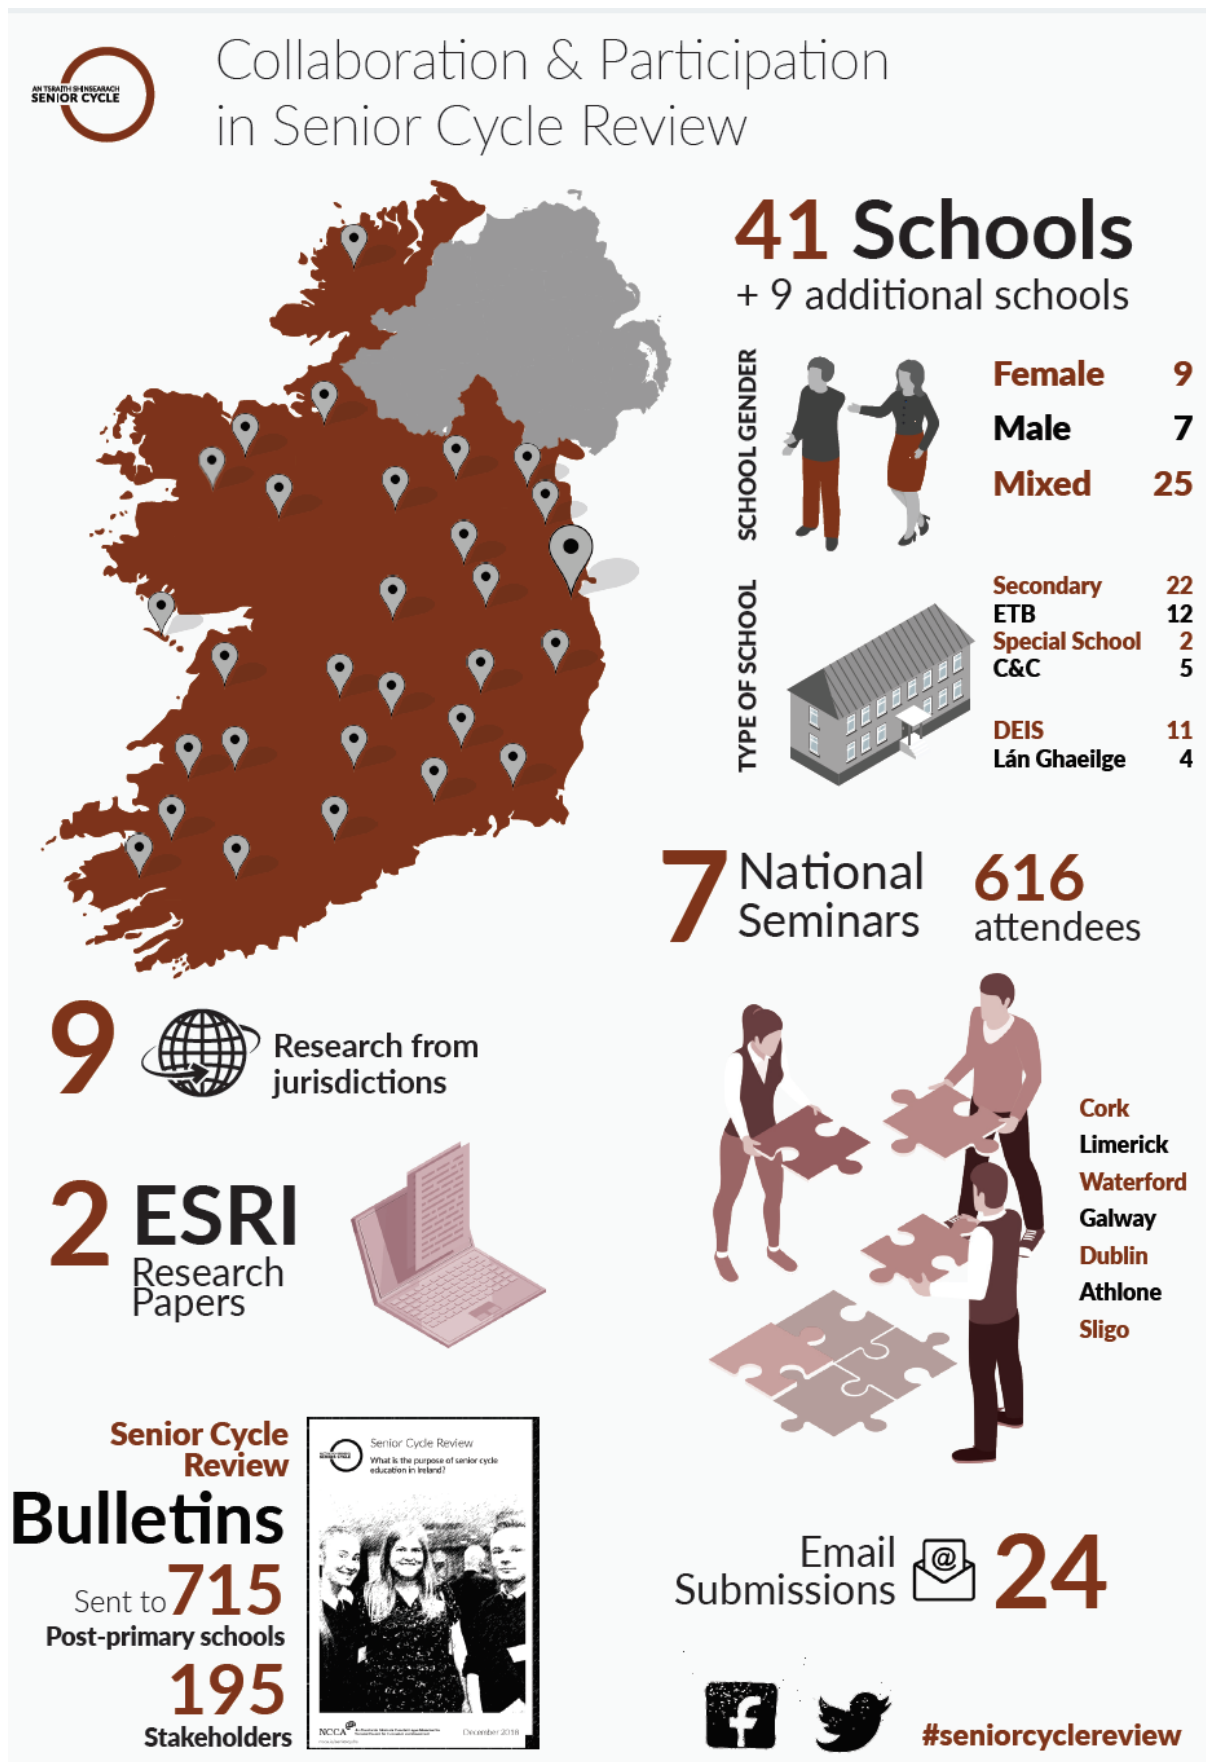 AN TSRAITH SHINSEARACH
SENIOR CYCLE
Collaboration & Participation
in Senior Cycle Review
41 Schools
+ 9 additional schools
SCHOOL GENDER
Female 9
Male 7
Mixed 25
TYPE OF SCHOOL
Secondary 22
ETB 12
Special School 2
C&C 5
DEIS 11
Lán Ghaeilge 4
7 National
Seminars
616
attendees
9
Research from
jurisdictions
Cork
Limerick
Waterford
Galway
Dublin
Athlone
Sligo
2 ESRI
Research
Papers
Senior Cycle
Review
Bulletins
Sent to 715
Post-primary schools
195
Stakeholders
Senior Cycle Review
What is the purpose of senior cycle
education in Ireland?
NCCA
December 2018
Email
Submissions
@
24
#seniorcyclereview